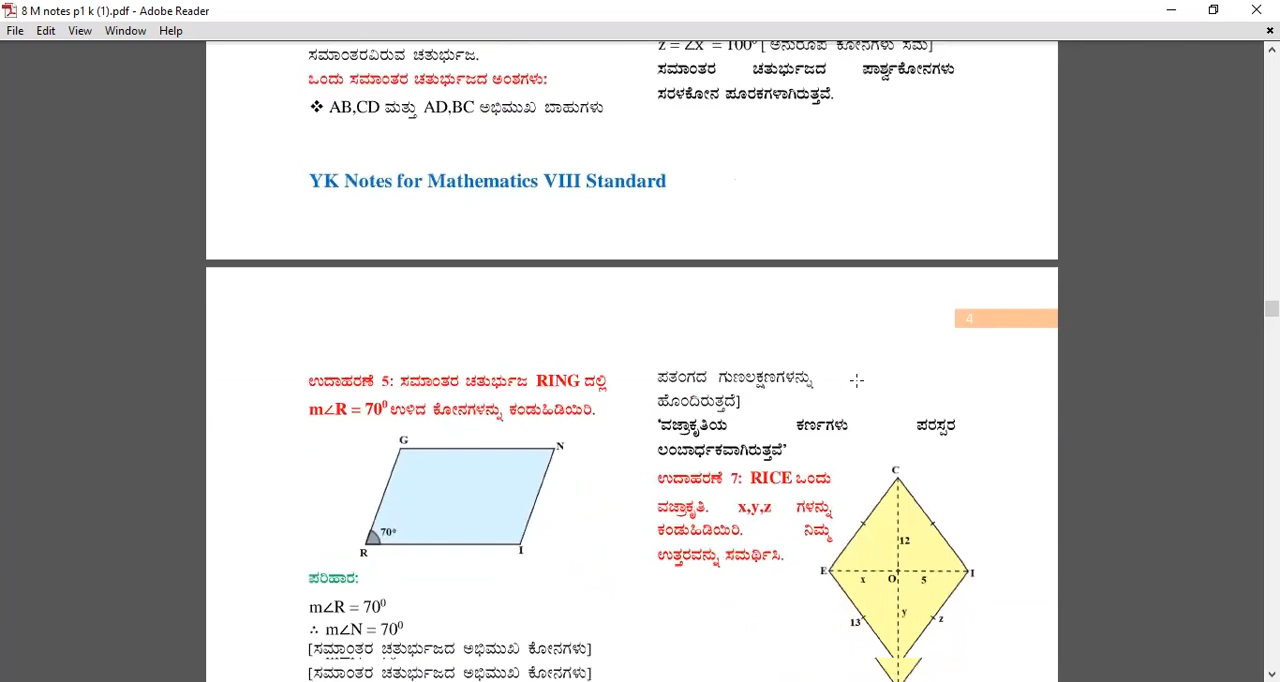 8 M notes p1 k (1).pdf - Adobe Reader
File Edit View Window Help
ಸಮಾಂತರವಿರುವ ಚತುರ್ಭುಜ.
ಒಂದು ಸಮಾಂತರ ಚತುರ್ಭುಜದ ಅಂಶಗಳು:
❖ AB,CD ಮತ್ತು AD,BC ಅಭಿಮುಖ ಬಾಹುಗಳು
z = ∠x = 100⁰ [ ಅನುರೂಪ ಕೋನಗಳು ಸಮ]
ಸಮಾಂತರ ಚತುರ್ಭುಜದ ಪಾರ್ಶ್ವಕೋನಗಳು
ಸರಳಕೋನ ಪೂರಕಗಳಾಗಿರುತ್ತವೆ.
YK Notes for Mathematics VIII Standard
4
ಉದಾಹರಣೆ 5: ಸಮಾಂತರ ಚತುರ್ಭುಜ RING ದಲ್ಲಿ
m∠R = 70⁰ ಉಳಿದ ಕೋನಗಳನ್ನು ಕಂಡುಹಿಡಿಯಿರಿ.
G N
70°
R I
ಪರಿಹಾರ:
m∠R = 70⁰
∴ m∠N = 70⁰
[ಸಮಾಂತರ ಚತುರ್ಭುಜದ ಅಭಿಮುಖ ಕೋನಗಳು]
[ಸಮಾಂತರ ಚತುರ್ಭುಜದ ಅಭಿಮುಖ ಕೋನಗಳು]
ಪತಂಗದ ಗುಣಲಕ್ಷಣಗಳನ್ನು
ಹೊಂದಿರುತ್ತದೆ]
'ವಜ್ರಾಕೃತಿಯ ಕರ್ಣಗಳು ಪರಸ್ಪರ
ಲಂಬಾರ್ಧಕವಾಗಿರುತ್ತವೆ'
ಉದಾಹರಣೆ 7: RICE ಒಂದು
ವಜ್ರಾಕೃತಿ. x,y,z ಗಳನ್ನು
ಕಂಡುಹಿಡಿಯಿರಿ. ನಿಮ್ಮ
ಉತ್ತರವನ್ನು ಸಮರ್ಥಿಸಿ.
C
12
E x O 5 I
y
13 z